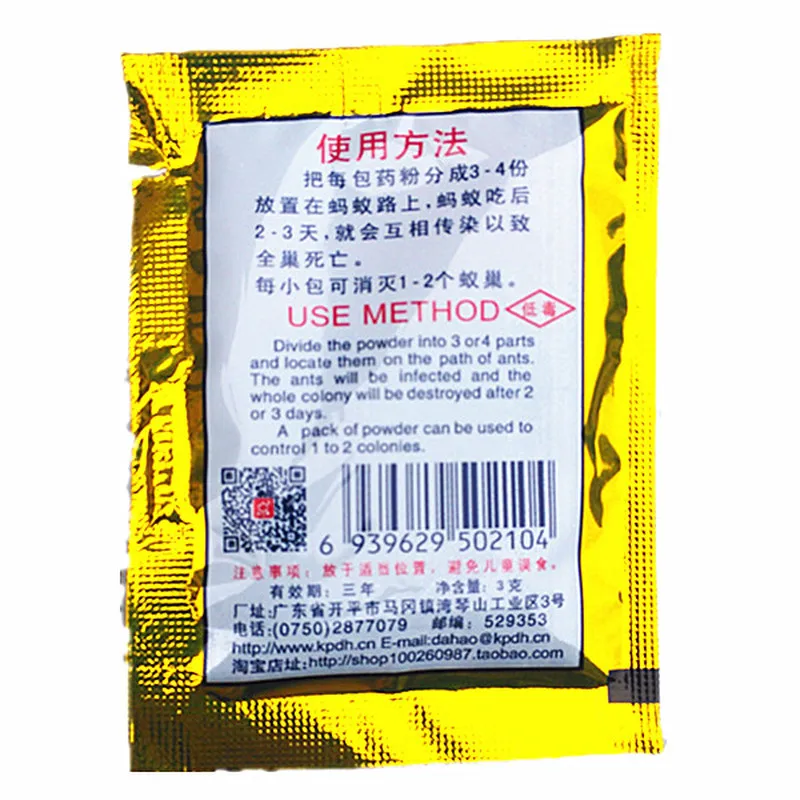 使用方法
把每包药粉分成3-4份
放置在蚂蚁路上,蚂蚁吃后
2-3天,就会互相传染以致
全巢死亡。
每小包可消灭1-2个蚁巢。
USE METHOD 低毒
Divide the powder into 3 or 4 parts
and locate them on the path of ants.
The ants will be infected and the
whole colony will be destroyed after 2
or 3 days.
A pack of powder can be used to
control 1 to 2 colonies.
6 939629 502104
注意事项：放于适当位置，避免儿童误食。
有效期：三年 净含量：3克
厂址:广东省开平市马冈镇湾琴山工业区3号
电话:(0750)2877079 邮编：529353
http://www.kpdh.cn E-mail:dahao@kpdh.cn
淘宝店址:http://shop100260987.taobao.com